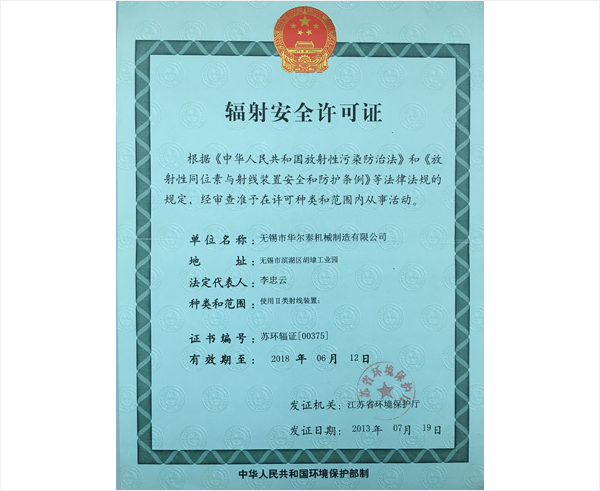 辐射安全许可证
根据《中华人民共和国放射性污染防治法》和《放
射性同位素与射线装置安全和防护条例》等法律法规的
规定，经审查准予在许可种类和范围内从事活动。
单位名称：无锡市华尔泰机械制造有限公司
地址：无锡市滨湖区胡埭工业园
法定代表人：李忠云
种类和范围：使用Ⅱ类射线装置；
证书编号：苏环辐证[00375]
有效期至：2018 年 06 月 12 日
江苏省环境保护厅
发证机关：江苏省环境保护厅
发证日期：2013 年 07 月 19 日
中华人民共和国环境保护部制